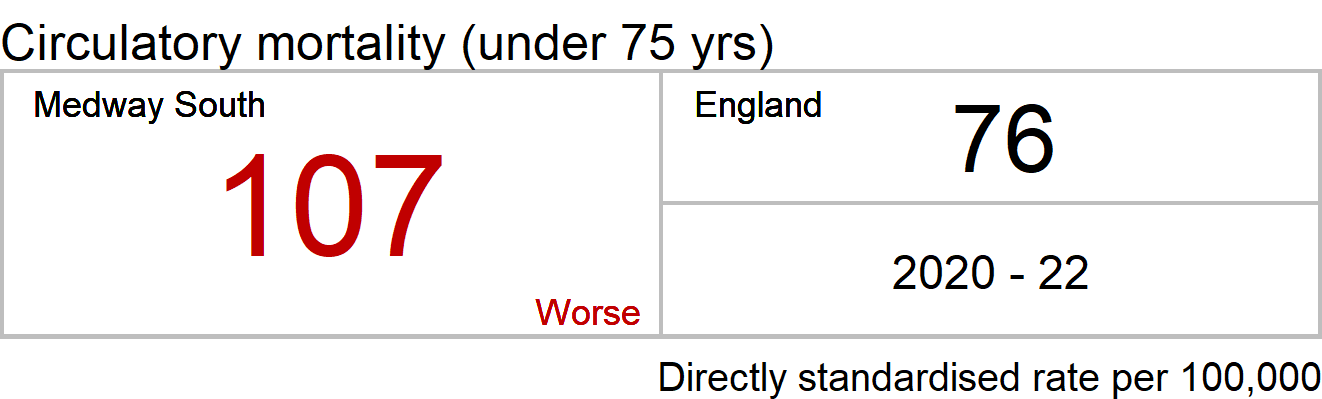 Circulatory mortality (under 75 yrs)
Medway South
107
Worse
England
76
2020 - 22
Directly standardised rate per 100,000